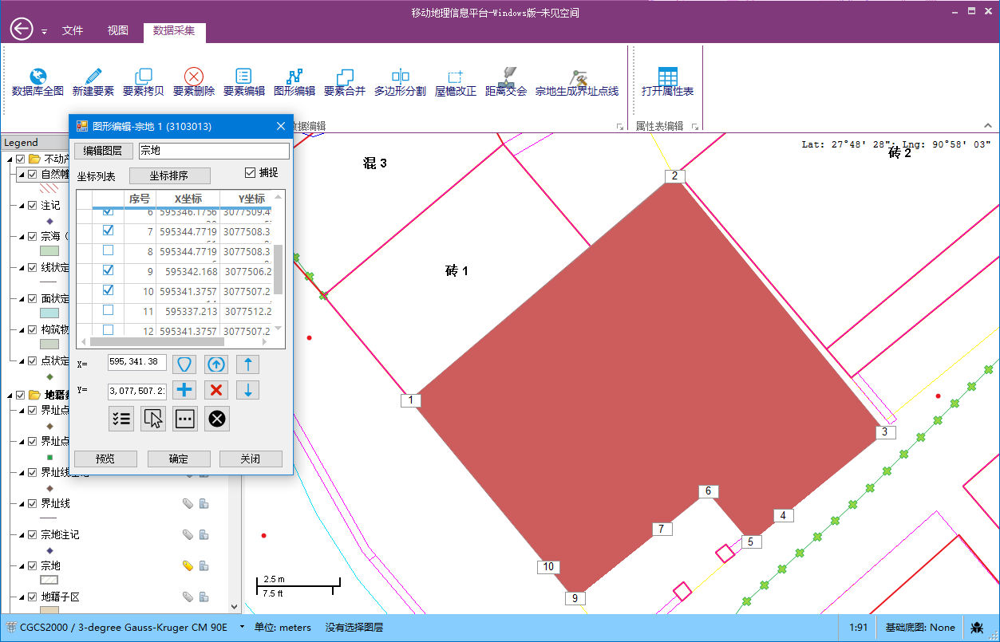 移动地理信息平台-Windows版-未见空间
文件 视图 数据采集
数据库全图 新建要素 要素拷贝 要素删除 要素编辑 图形编辑 要素合并 多边形分割 屋檐改正 距离交会 宗地生成界址点线 打开属性表
数据编辑 属性表编辑
图形编辑-宗地 1 (3103013)
编辑图层 宗地
坐标列表 坐标排序 捕捉
序号 X坐标 Y坐标
6 595346.1756 3077509.4
7 595344.7719 3077508.3
8 595344.7719 3077508.3
9 595342.168 3077506.2
10 595341.3757 3077507.2
11 595337.213 3077512.2
12 595341.3757 3077507.2
X= 595,341.38
Y= 3,077,507.2
预览 确定 关闭
Legend
不动产
自然幢
注记
宗海
线状定
面状定
构筑物
点状定
地籍
界址点
界址点
界址线
界址线
宗地注记
宗地
地籍子区
Lat: 27°48' 28"; Lng: 90°58' 03"
混 3
砖 2
砖 1
2
1
3
6
4
7
5
10
9
2.5 m
7.5 ft
CGCS2000 / 3-degree Gauss-Kruger CM 90E 单位: meters 没有选择图层 1:91 基础底图: None